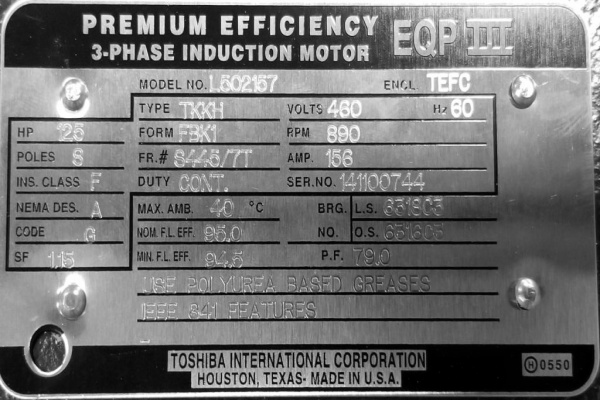 PREMIUM EFFICIENCY
3-PHASE INDUCTION MOTOR EQP III
MODEL NO. L502157 ENCL. TEFC
TYPE TKKH VOLTS 460 Hz 60
HP 125 FORM FBX1 RPM 890
POLES 8 FR.# 8445/7T AMP. 156
INS. CLASS F DUTY CONT. SER.NO. 141100744
NEMA DES. A MAX. AMB. 40 °C BRG. L.S. 6318C3
CODE G NOM. F.L. EFF. 95.0 NO. O.S. 6316C3
SF 1.15 MIN. F.L. EFF. 94.5 P.F. 79.0
USE POLYUREA BASED GREASES
IEEE 841 FEATURES
TOSHIBA INTERNATIONAL CORPORATION
HOUSTON, TEXAS- MADE IN U.S.A.
H 0550